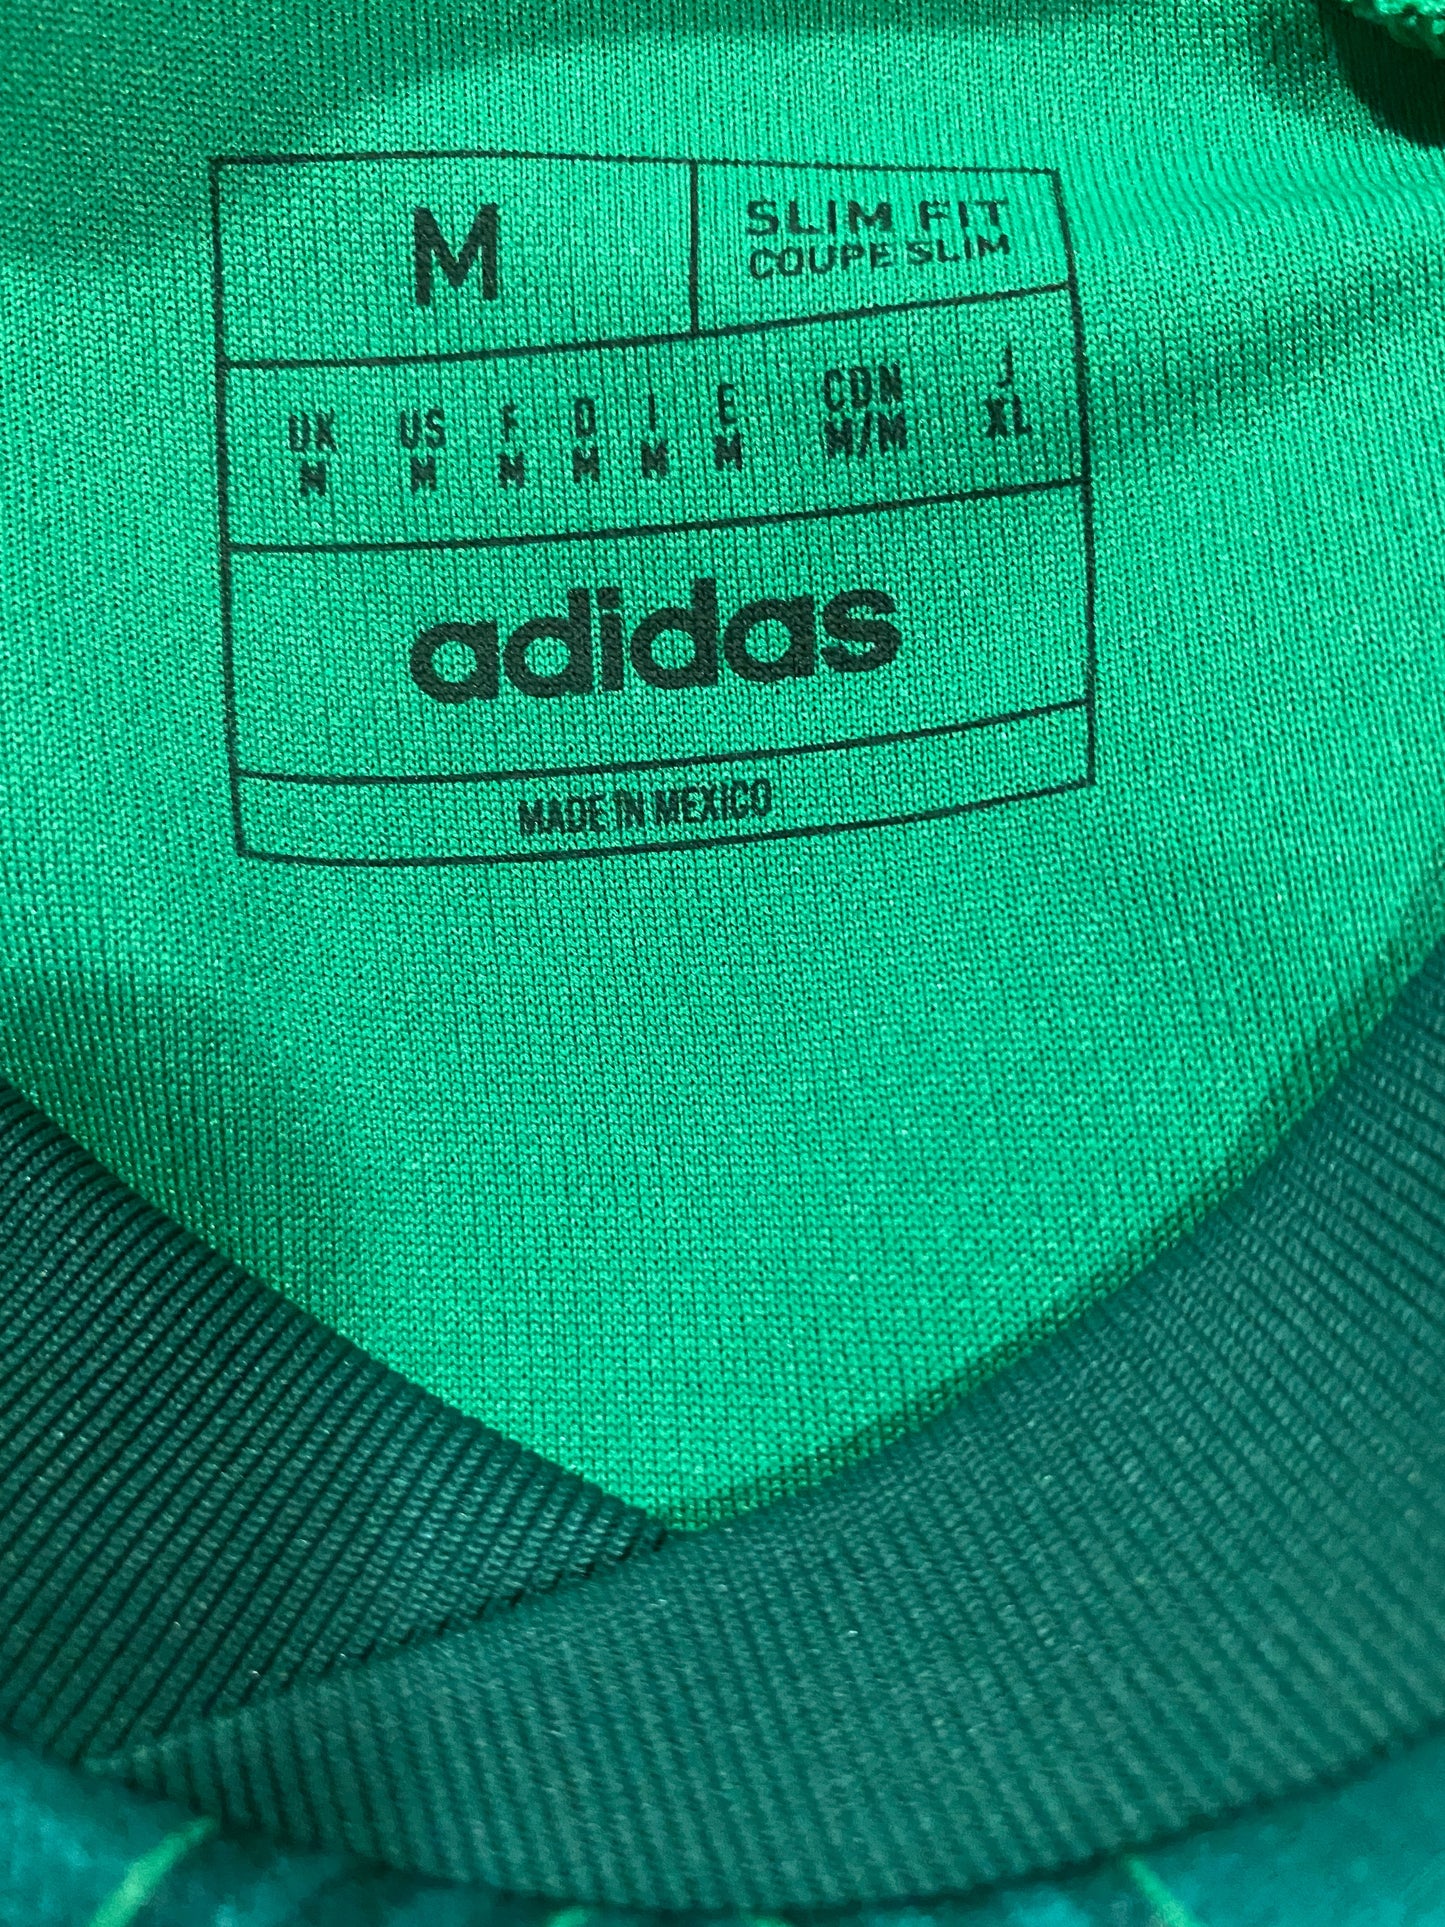 M
SLIM FIT
COUPE SLIM
UK US F D I E CDN J
M M M M M M M/M XL
adidas
MADE IN MEXICO